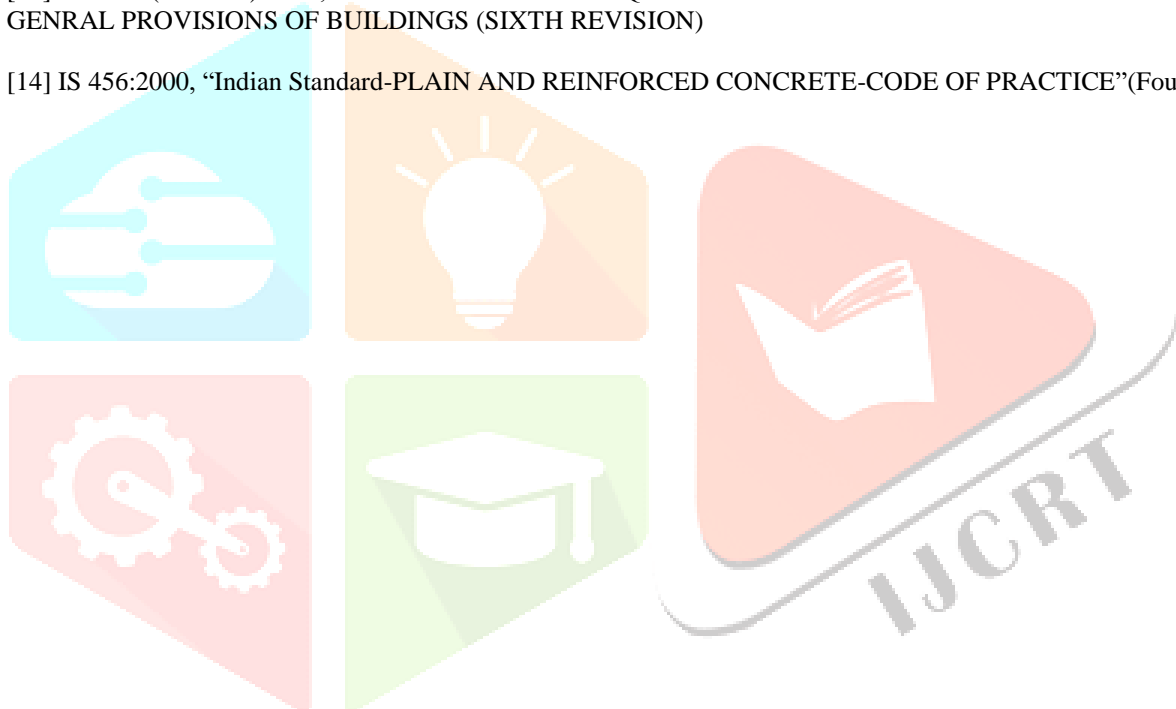 GENRAL PROVISIONS OF BUILDINGS (SIXTH REVISION)
[14] IS 456:2000, “Indian Standard-PLAIN AND REINFORCED CONCRETE-CODE OF PRACTICE”(Fou
IJCRT